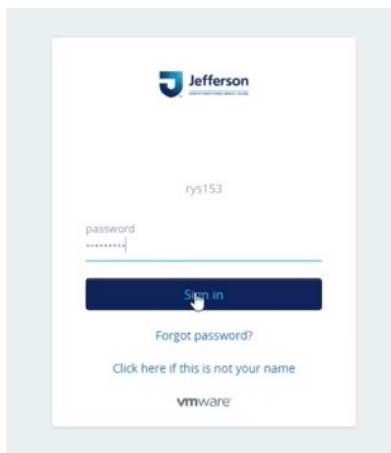 Jefferson
rys153
password
•••••••••
Sign in
Forgot password?
Click here if this is not your name
vmware